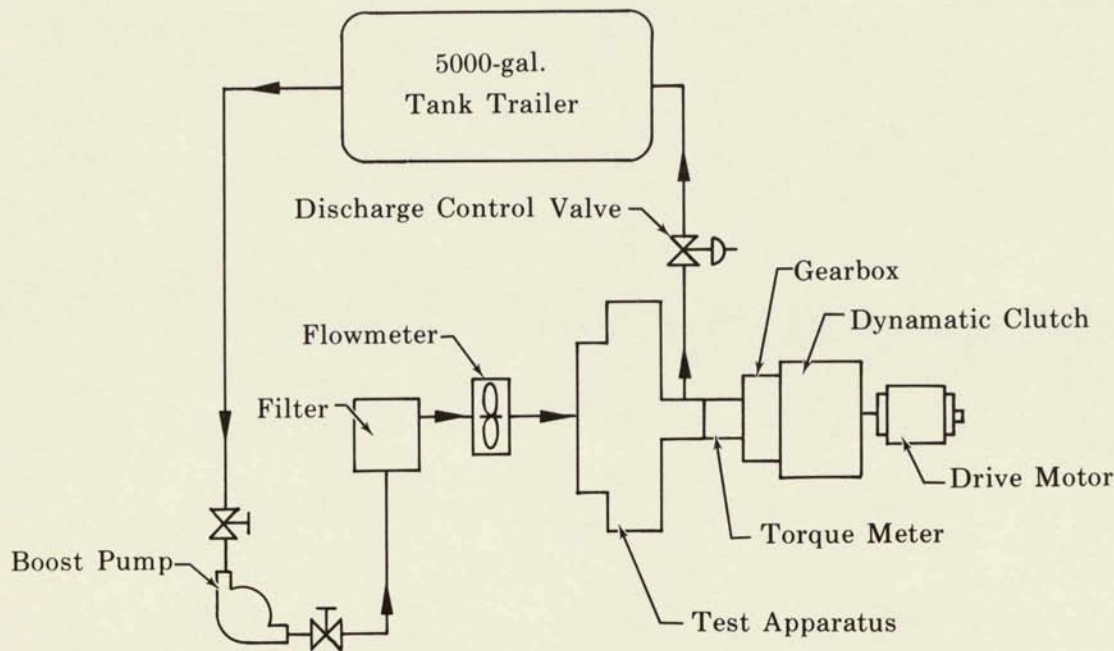 5000-gal.
Tank Trailer
Discharge Control Valve
Gearbox
Dynamatic Clutch
Flowmeter
Filter
Drive Motor
Torque Meter
Boost Pump
Test Apparatus